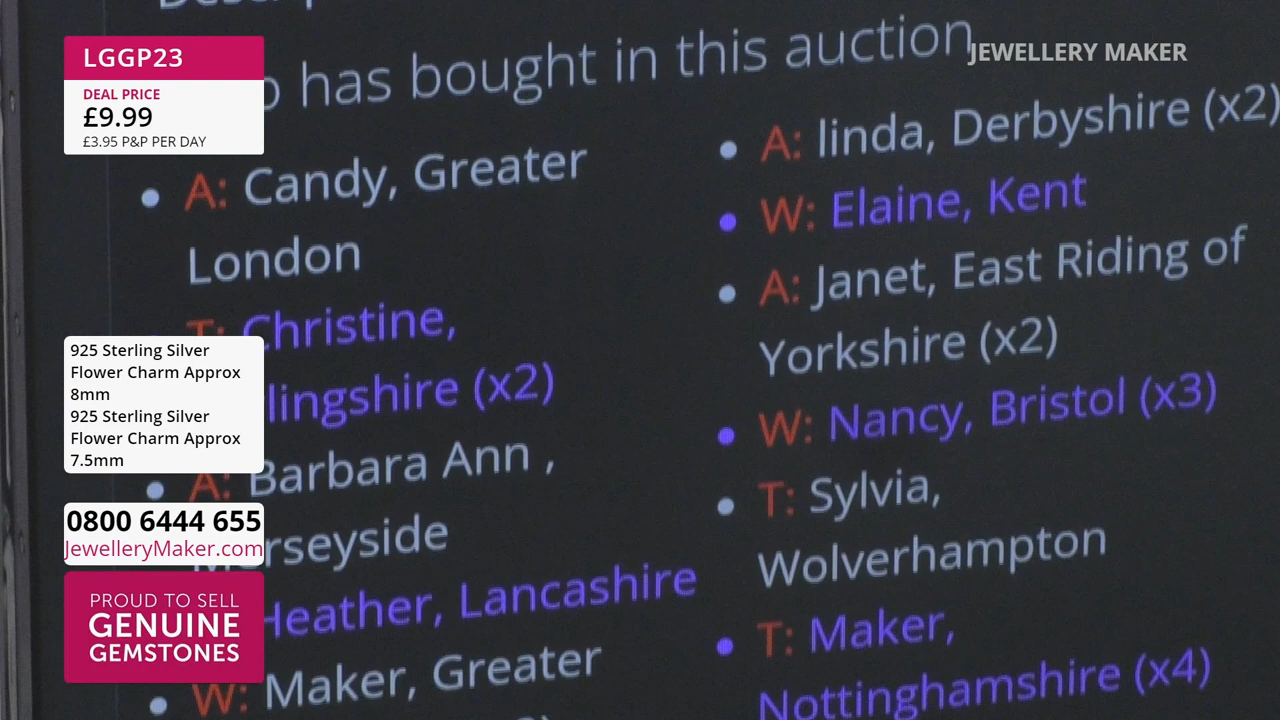 LGGP23
DEAL PRICE
£9.99
£3.95 P&P PER DAY
JEWELLERY MAKER
has bought in this auction
A: Candy, Greater
London
T: Christine,
(x2)
A: Barbara Ann ,
Heather, Lancashire
W: Maker, Greater
A: linda, Derbyshire (x2)
W: Elaine, Kent
A: Janet, East Riding of
Yorkshire (x2)
W: Nancy, Bristol (x3)
T: Sylvia,
Wolverhampton
T: Maker,
Nottinghamshire (x4)
925 Sterling Silver
Flower Charm Approx
8mm
925 Sterling Silver
Flower Charm Approx
7.5mm
0800 6444 655
JewelleryMaker.com
PROUD TO SELL
GENUINE
GEMSTONES